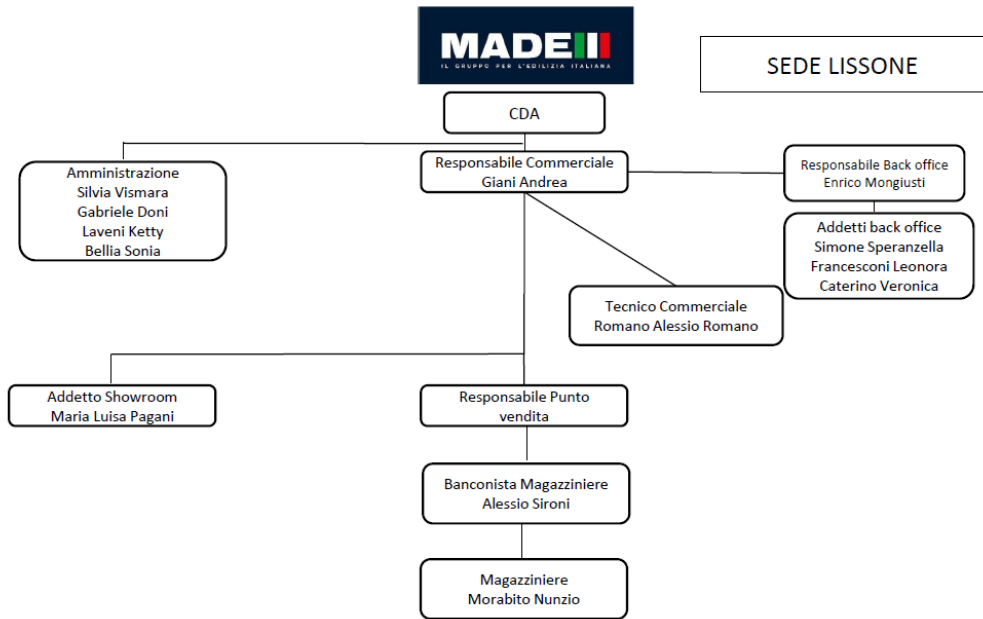 MADE
IL GRUPPO PER L'EDILIZIA ITALIANA
SEDE LISSONE
CDA
Amministrazione
Silvia Vismara
Gabriele Doni
Laveni Ketty
Bellia Sonia
Responsabile Commerciale
Giani Andrea
Responsabile Back office
Enrico Mongiusti
Addetti back office
Simone Speranzella
Francesconi Leonora
Caterino Veronica
Tecnico Commerciale
Romano Alessio Romano
Addetto Showroom
Maria Luisa Pagani
Responsabile Punto
vendita
Banconista Magazziniere
Alessio Sironi
Magazziniere
Morabito Nunzio